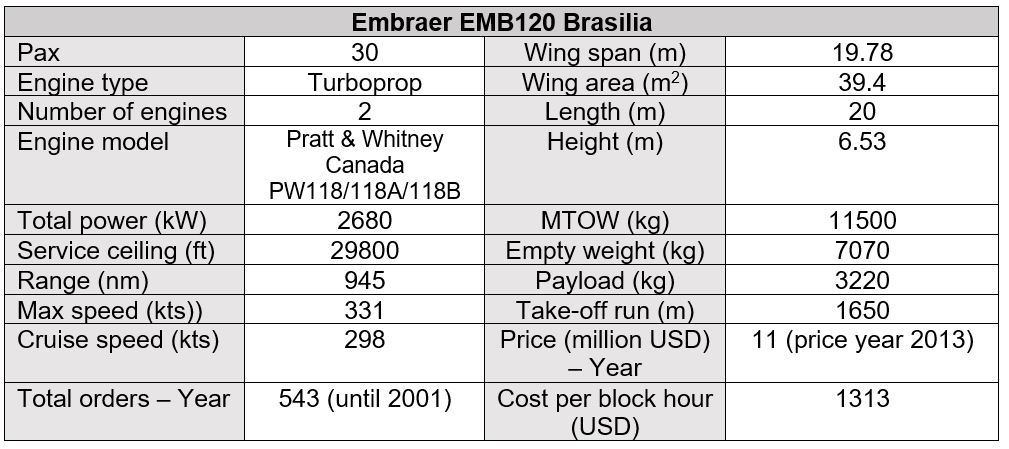 Embraer EMB120 Brasilia
Pax 30 Wing span (m) 19.78
Engine type Turboprop Wing area (m²) 39.4
Number of engines 2 Length (m) 20
Engine model Pratt & Whitney Height (m) 6.53
Canada
PW118/118A/118B
Total power (kW) 2680 MTOW (kg) 11500
Service ceiling (ft) 29800 Empty weight (kg) 7070
Range (nm) 945 Payload (kg) 3220
Max speed (kts)) 331 Take-off run (m) 1650
Cruise speed (kts) 298 Price (million USD) 11 (price year 2013)
– Year
Total orders – Year 543 (until 2001) Cost per block hour 1313
(USD)